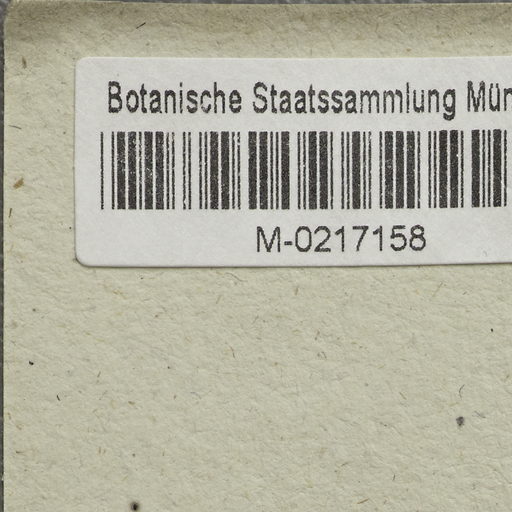 Botanische Staatssammlung Mün
M-0217158